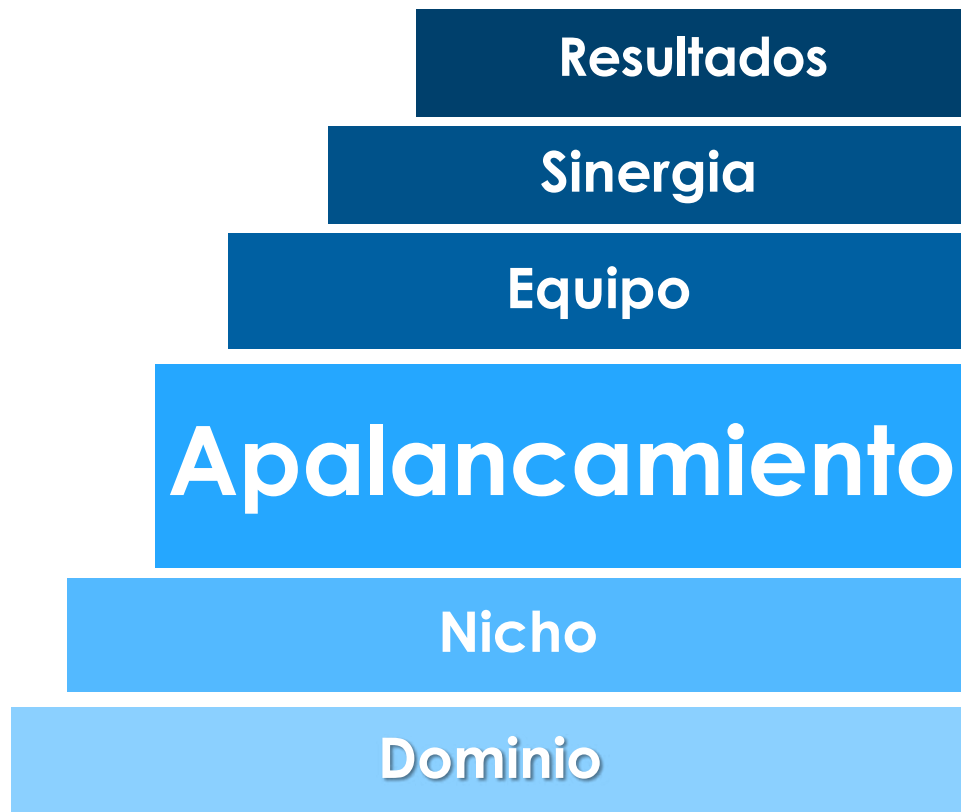 Resultados
Sinergia
Equipo
Apalancamiento
Nicho
Dominio